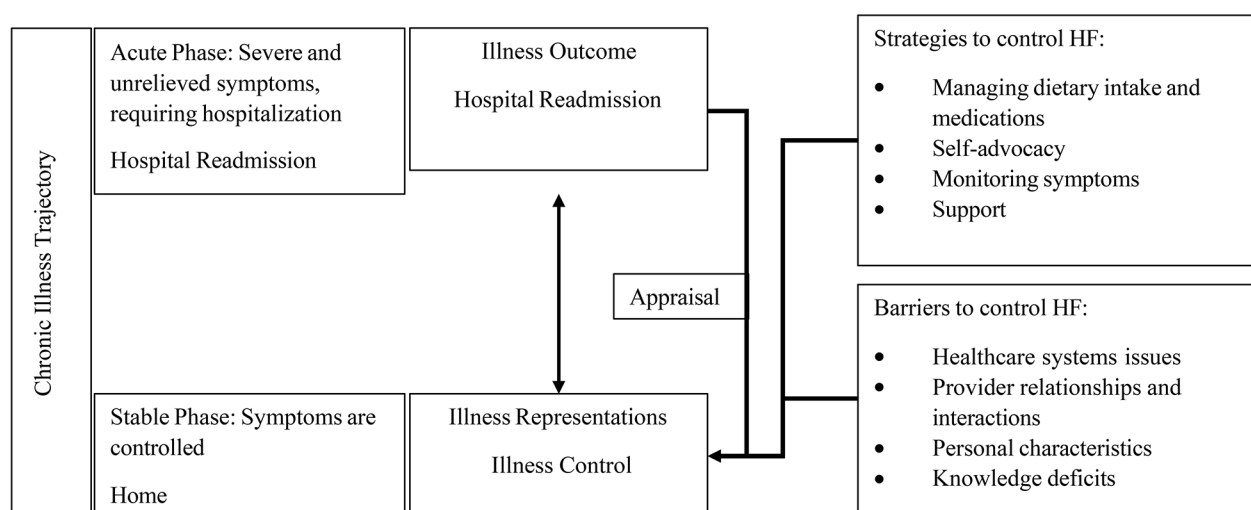 Chronic Illness Trajectory
Acute Phase: Severe and
unrelieved symptoms,
requiring hospitalization
Hospital Readmission
Illness Outcome
Hospital Readmission
Strategies to control HF:
• Managing dietary intake and
medications
• Self-advocacy
• Monitoring symptoms
• Support
Appraisal
Barriers to control HF:
• Healthcare systems issues
• Provider relationships and
interactions
• Personal characteristics
• Knowledge deficits
Stable Phase: Symptoms are
controlled
Home
Illness Representations
Illness Control